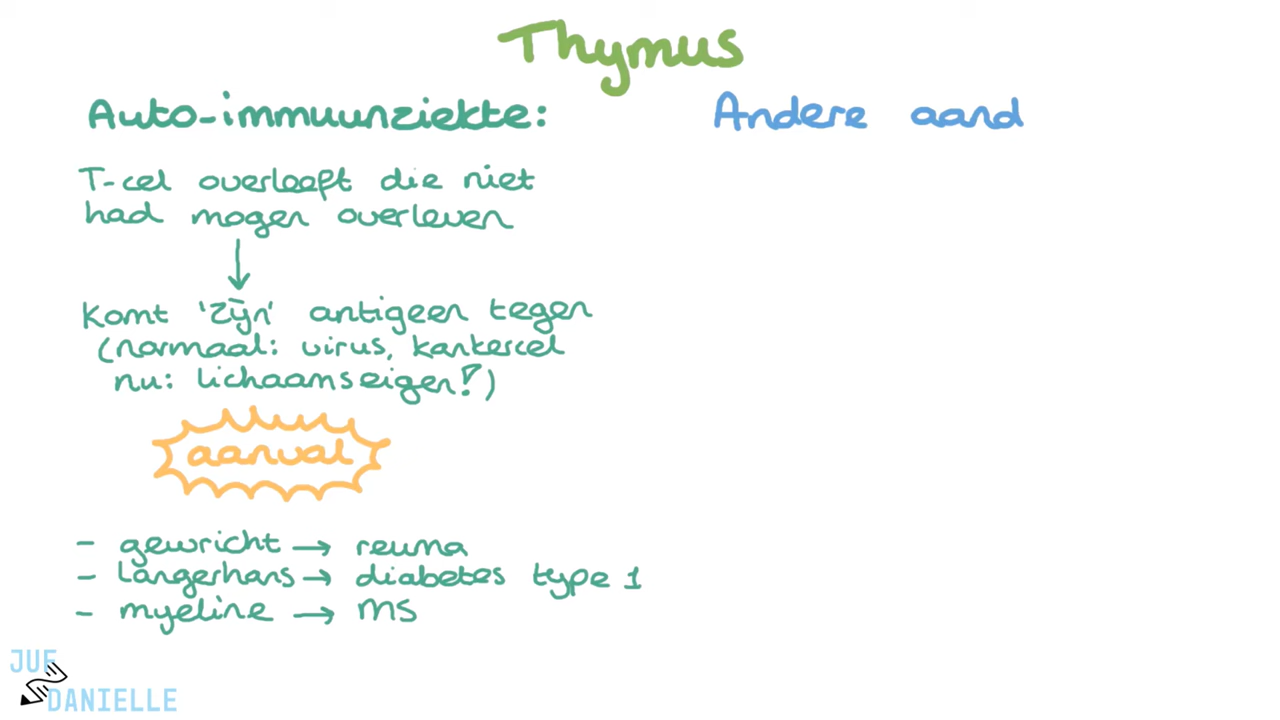 Thymus
Auto-immuunziekte:
T-cel overleeft die niet
had mogen overleven
Komt 'zijn' antigeen tegen
(normaal: virus, kankercel
nu: lichaamseigen!)
aanval
- gewricht → reuma
- Langerhans → diabetes type 1
- myeline → MS
Andere aand
JUF
DANIELLE